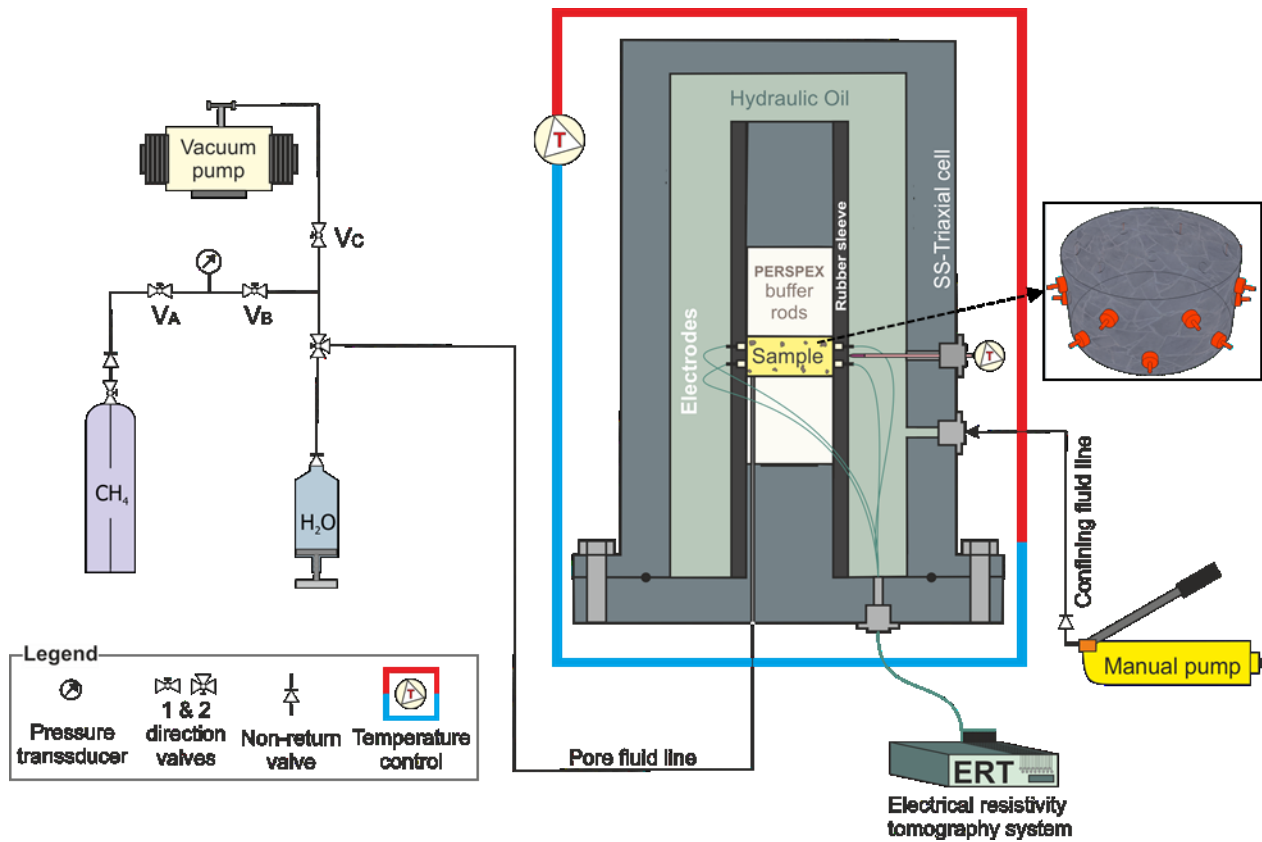 Hydraulic Oil
T
Vacuum
pump
VC
VA
VB
CH4
H2O
PERSPEX
buffer
rods
Rubber sleeve
SS-Triaxial cell
Electrodes
Sample
T
Confining fluid line
Manual pump
Pore fluid line
ERT
Electrical resistivity
tomography system
Legend
Pressure
transsducer
1 & 2
direction
valves
Non-return
valve
T
Temperature
control